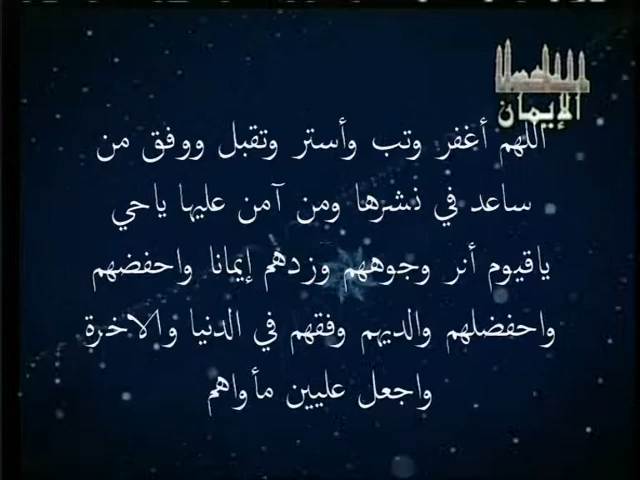 الإيمان
اللهم أغفر وتب وأستر وتقبل ووفق من
ساعد في نشرها ومن آمن عليها ياحي
ياقيوم أنر وجوههم وزدهم إيمانا واحفضهم
واحفضلهم والديهم وفقهم في الدنيا والاخرة
واجعل عليين مأواهم